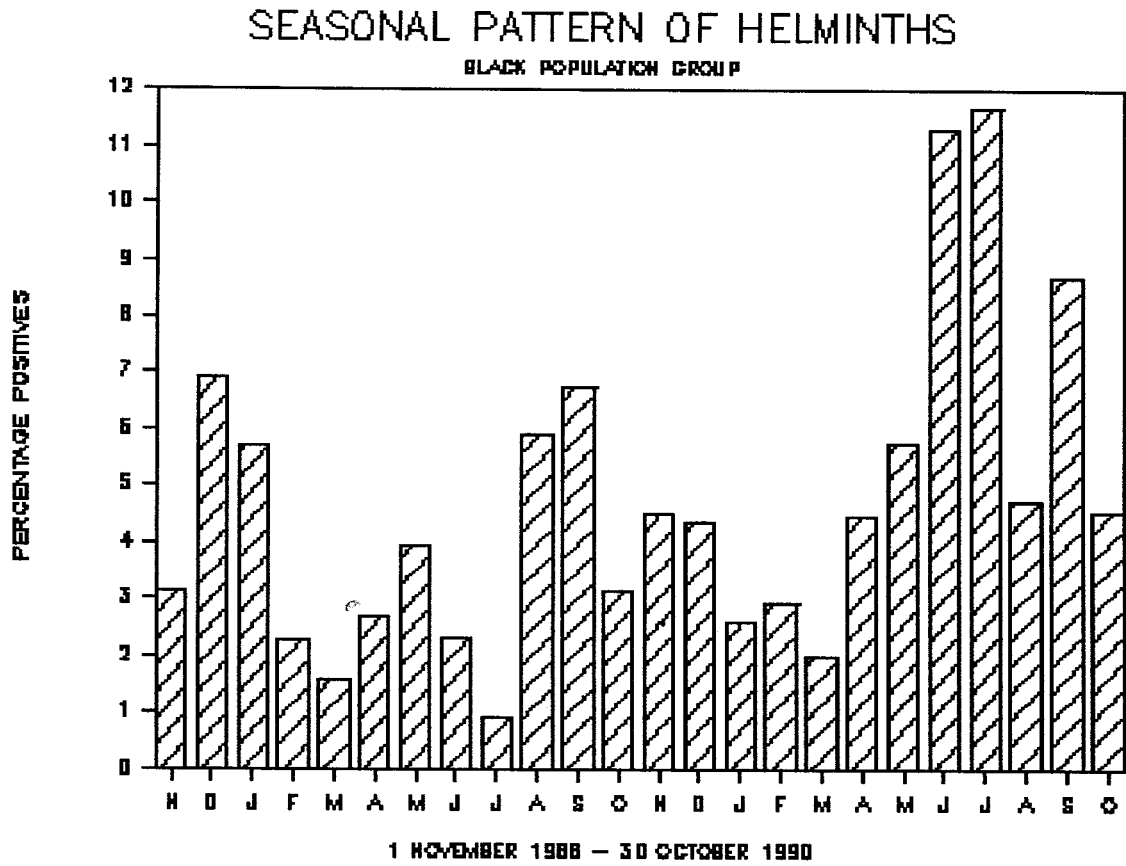 SEASONAL PATTERN OF HELMINTHS
BLACK POPULATION GROUP
PERCENTAGE POSITIVES
12
11
10
9
8
7
6
5
4
3
2
1
0
N D J F M A M J J A S O N D J F M A M J J A S O
1 NOVEMBER 1988 — 30 OCTOBER 1990